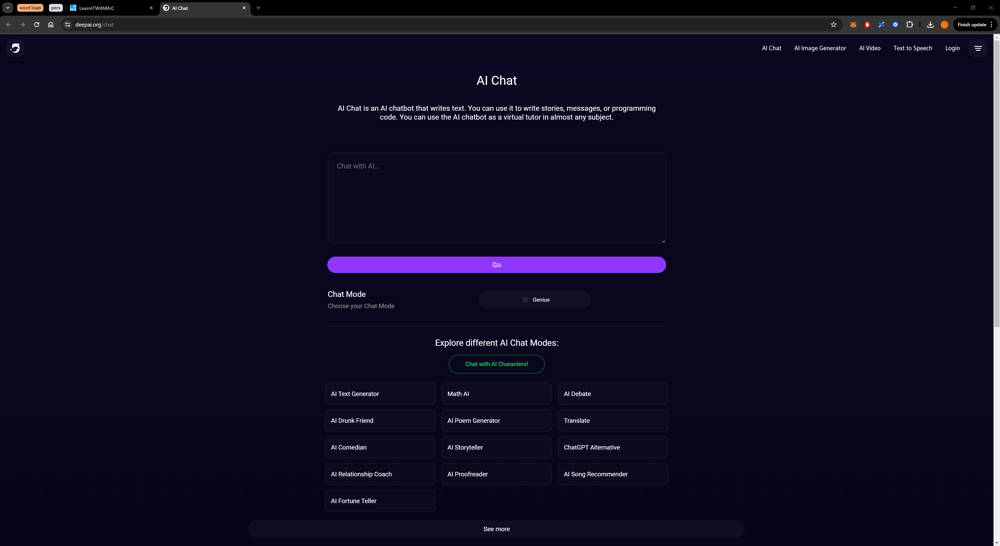 wont'load
pers
LearnITWithMrC
AI Chat
deepai.org/chat
L
Finish update
AI Chat
AI Image Generator
AI Video
Text to Speech
Login
AI Chat
AI Chat is an AI chatbot that writes text. You can use it to write stories, messages, or programming
code. You can use the AI chatbot as a virtual tutor in almost any subject.
Chat with AI...
Go
Chat Mode
Choose your Chat Mode
Genius
Explore different AI Chat Modes:
Chat with AI Characters!
AI Text Generator
Math AI
AI Debate
AI Drunk Friend
AI Poem Generator
Translate
AI Comedian
AI Storyteller
ChatGPT Alternative
AI Relationship Coach
AI Proofreader
AI Song Recommender
AI Fortune Teller
See more